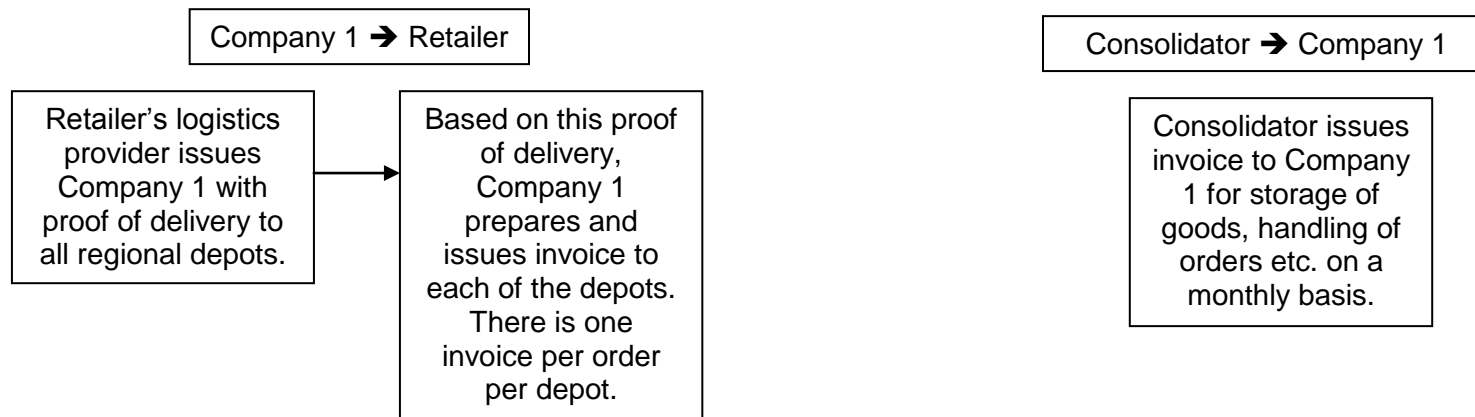 Company 1 ➔ Retailer
Retailer’s logistics
provider issues
Company 1 with
proof of delivery to
all regional depots.
Based on this proof
of delivery,
Company 1
prepares and
issues invoice to
each of the depots.
There is one
invoice per order
per depot.
Consolidator ➔ Company 1
Consolidator issues
invoice to Company
1 for storage of
goods, handling of
orders etc. on a
monthly basis.